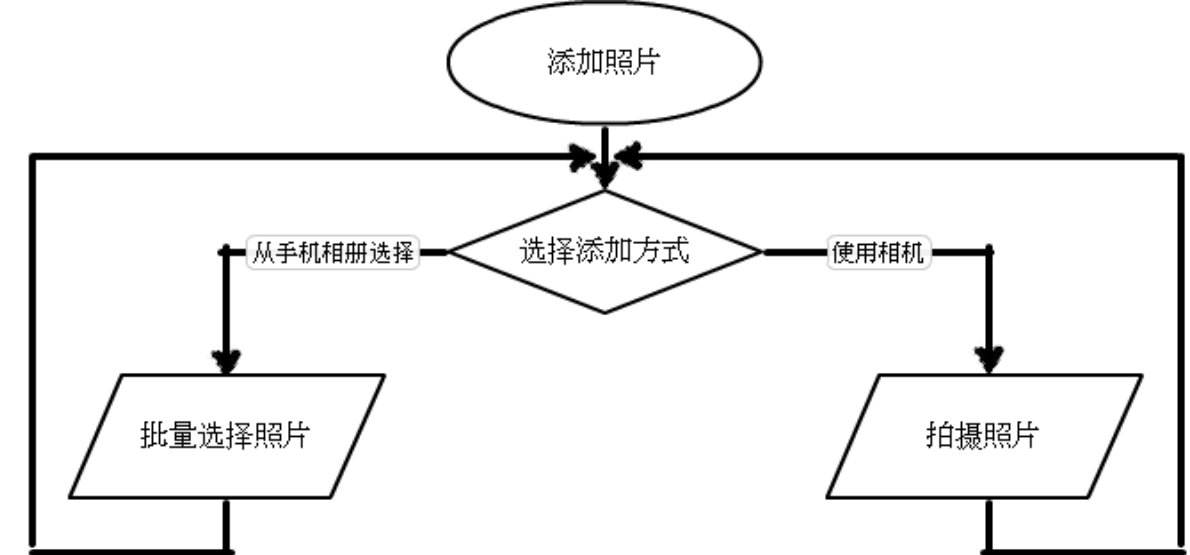 添加照片
选择添加方式
从手机相册选择
使用相机
批量选择照片
拍摄照片